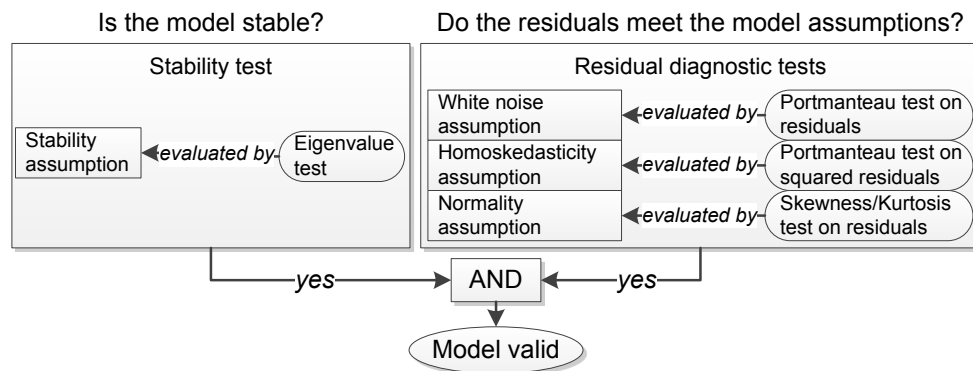 Is the model stable?
Do the residuals meet the model assumptions?
Stability test
Stability
assumption
evaluated by
Eigenvalue
test
Residual diagnostic tests
White noise
assumption
evaluated by
Portmanteau test on
residuals
Homoskedasticity
assumption
evaluated by
Portmanteau test on
squared residuals
Normality
assumption
evaluated by
Skewness/Kurtosis
test on residuals
yes
AND
yes
Model valid